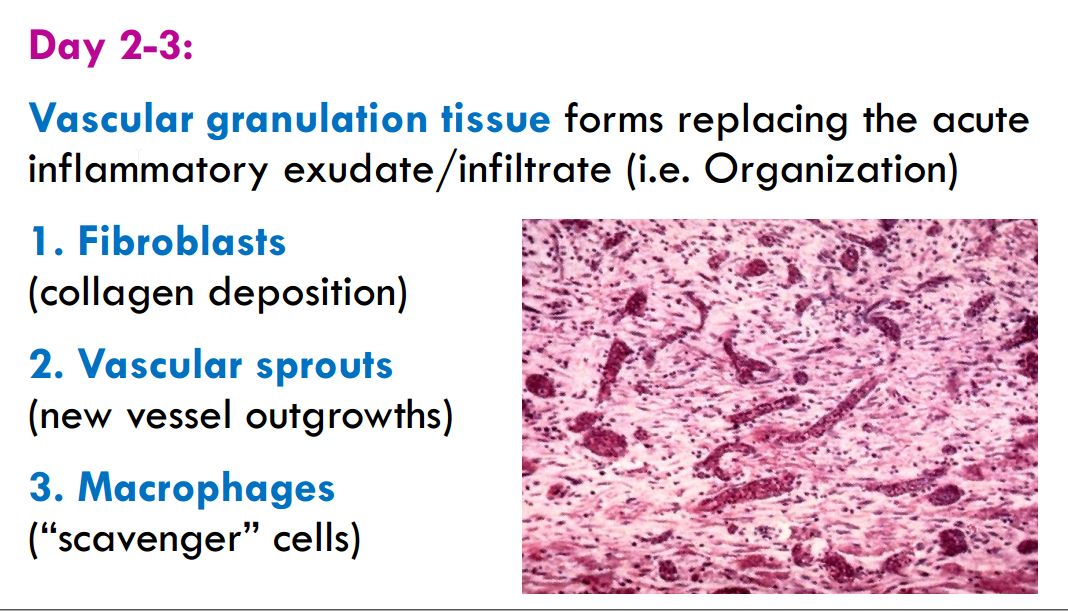 Day 2-3:
Vascular granulation tissue forms replacing the acute
inflammatory exudate/infiltrate (i.e. Organization)
1. Fibroblasts
(collagen deposition)
2. Vascular sprouts
(new vessel outgrowths)
3. Macrophages
(“scavenger” cells)